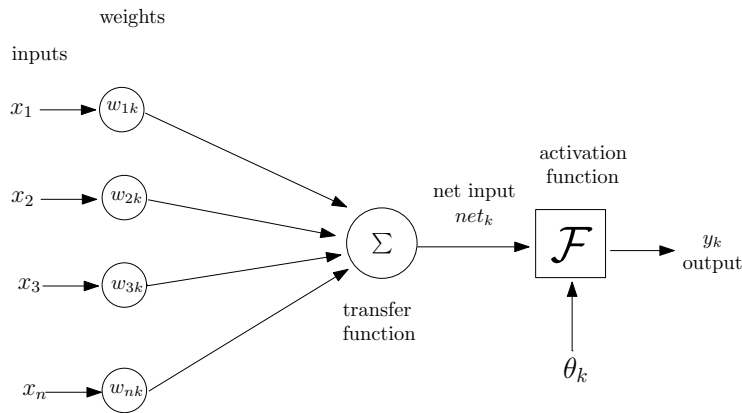 weights
inputs
x₁
w₁ₖ
x₂
w₂ₖ
x₃
w₃ₖ
xₙ
wₙₖ
Σ
transfer
function
net input
netₖ
activation
function
ℱ
θₖ
yₖ
output